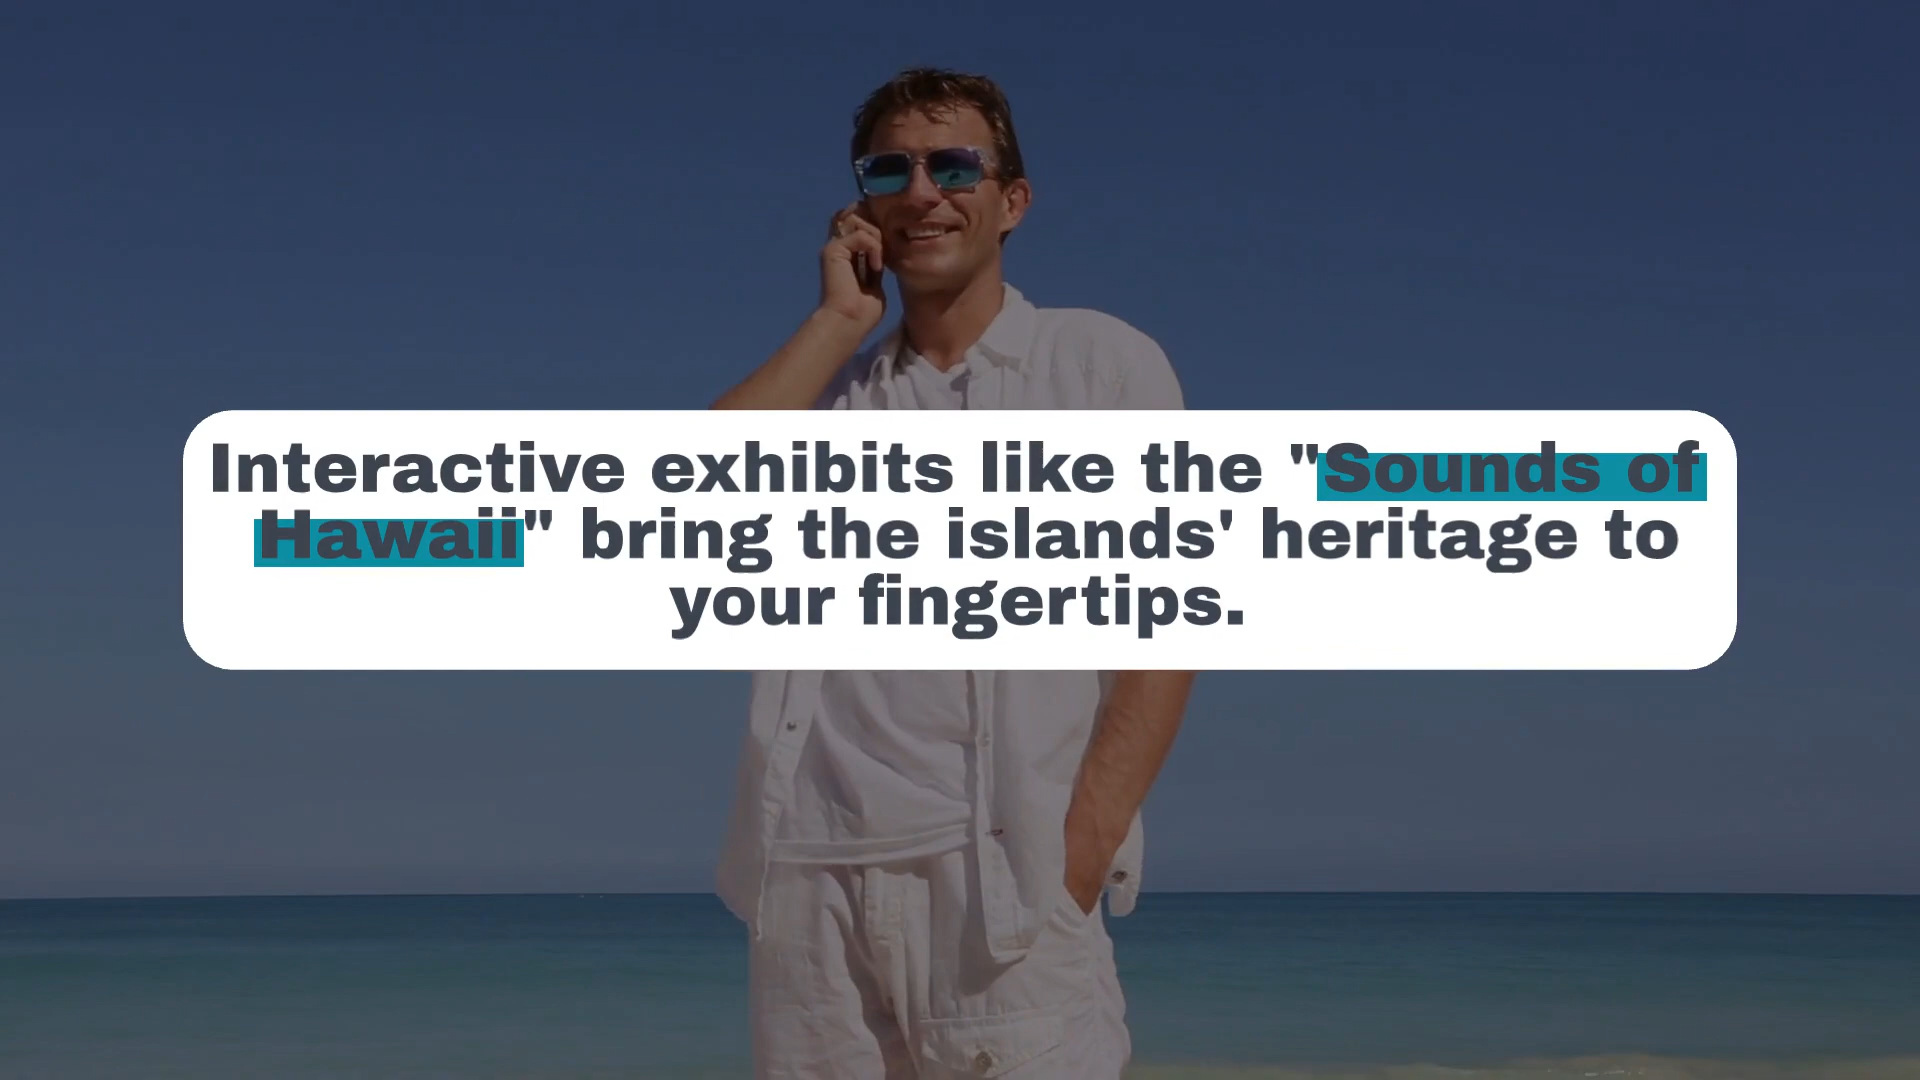 Interactive exhibits like the "Sounds of
Hawaii" bring the islands' heritage to
your fingertips.